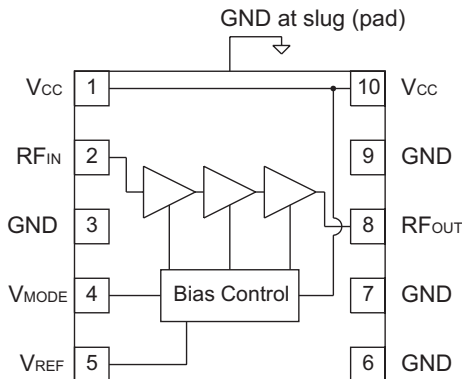 GND at slug (pad)
VCC 1 10 VCC
RFIN 2 9 GND
GND 3 8 RFOUT
VMODE 4 Bias Control 7 GND
VREF 5 6 GND